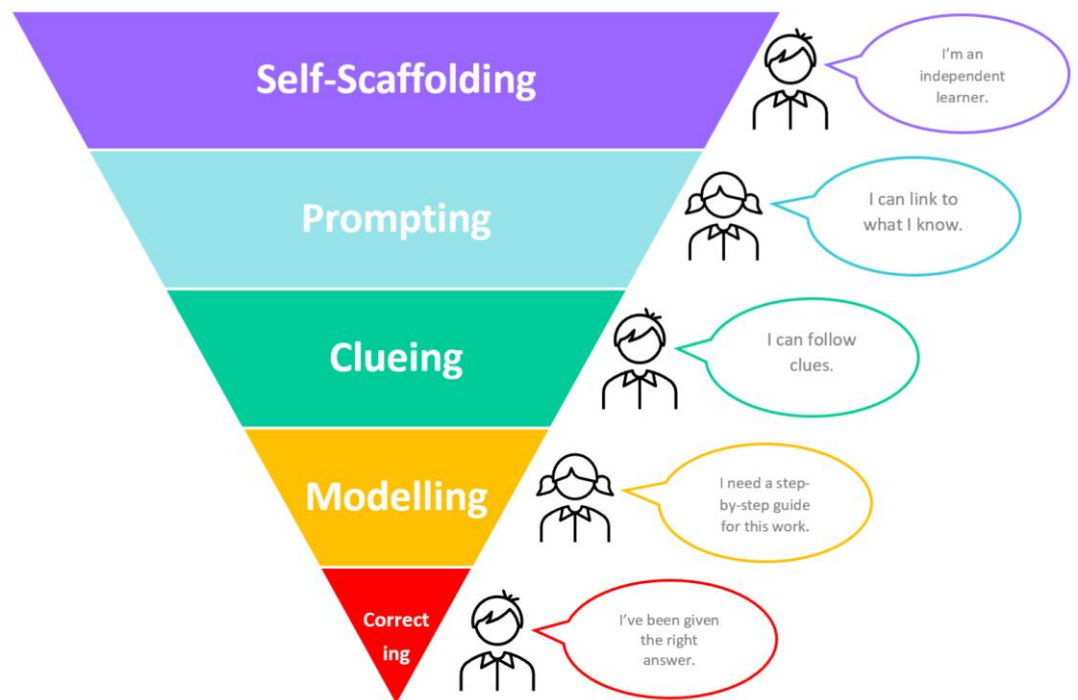 Self-Scaffolding
I'm an
independent
learner.
Prompting
I can link to
what I know.
Clueing
I can follow
clues.
Modelling
I need a step-
by-step guide
for this work.
Correct
ing
I've been given
the right
answer.